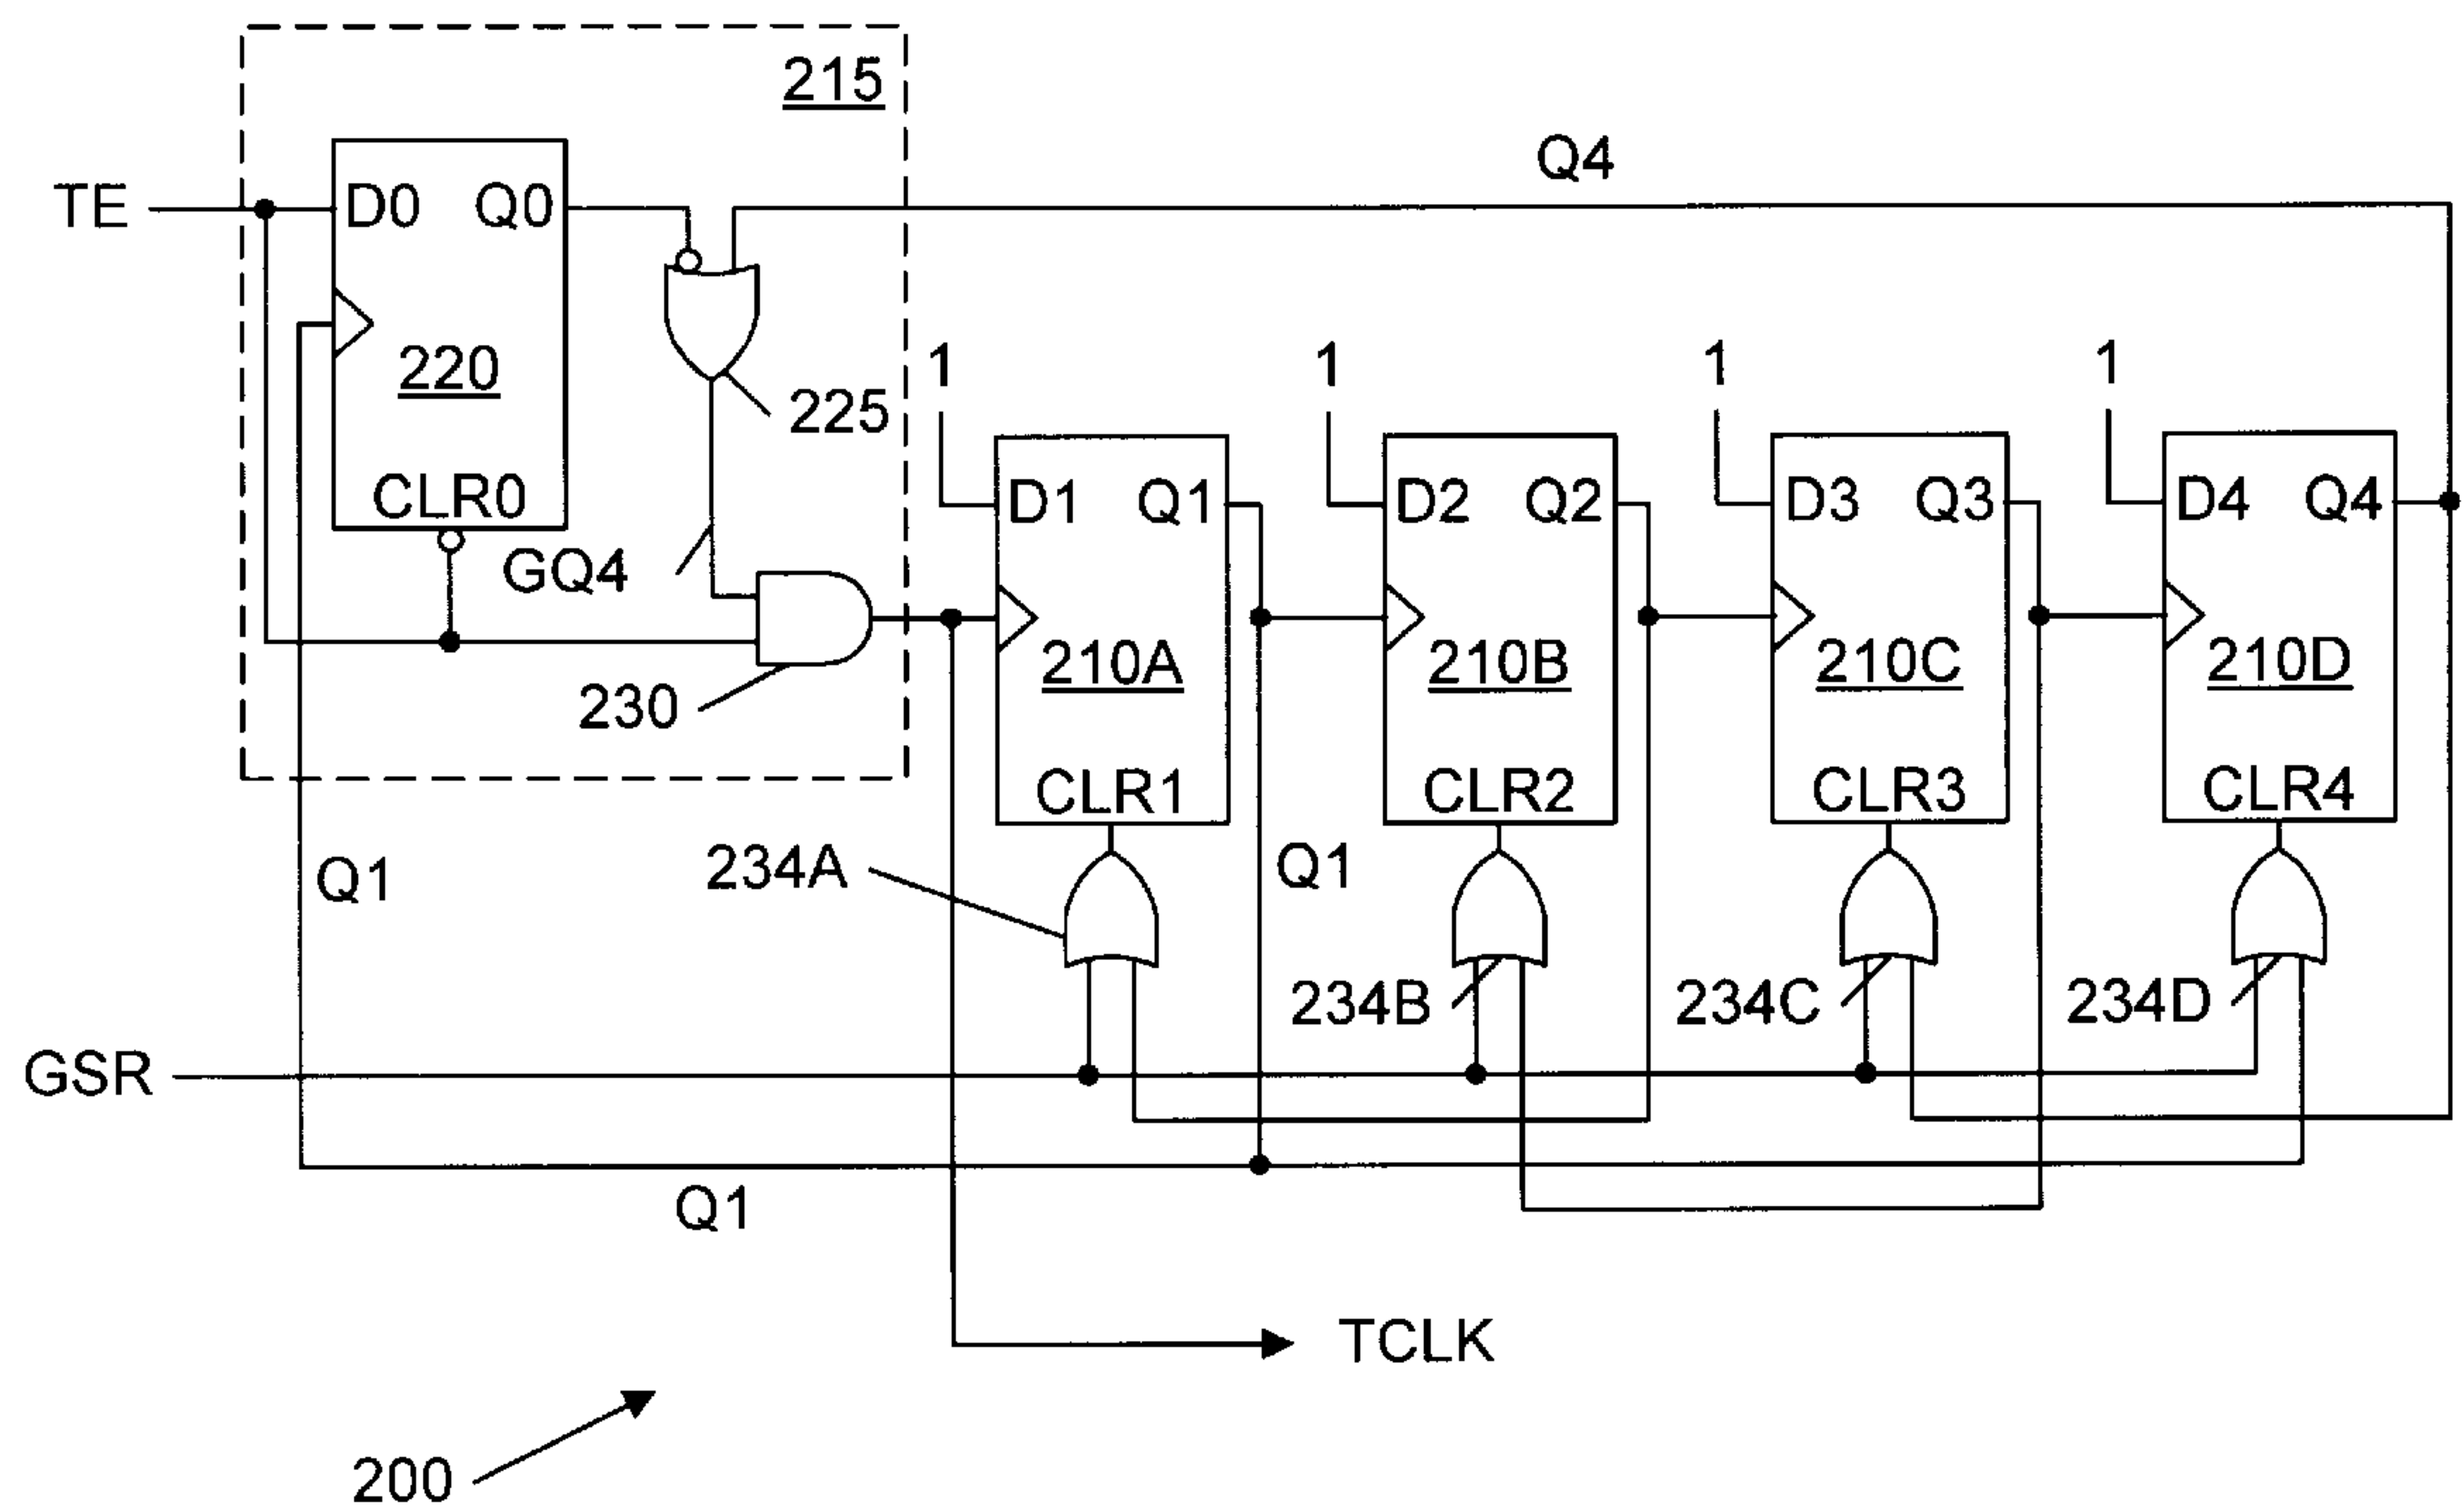 215
Q4
TE
D0 Q0
220
225
CLR0
GQ4
230
1 1 1 1
D1 Q1 D2 Q2 D3 Q3 D4 Q4
210A 210B 210C 210D
CLR1 CLR2 CLR3 CLR4
Q1 234A Q1
234B 234C 234D
GSR
Q1
TCLK
200